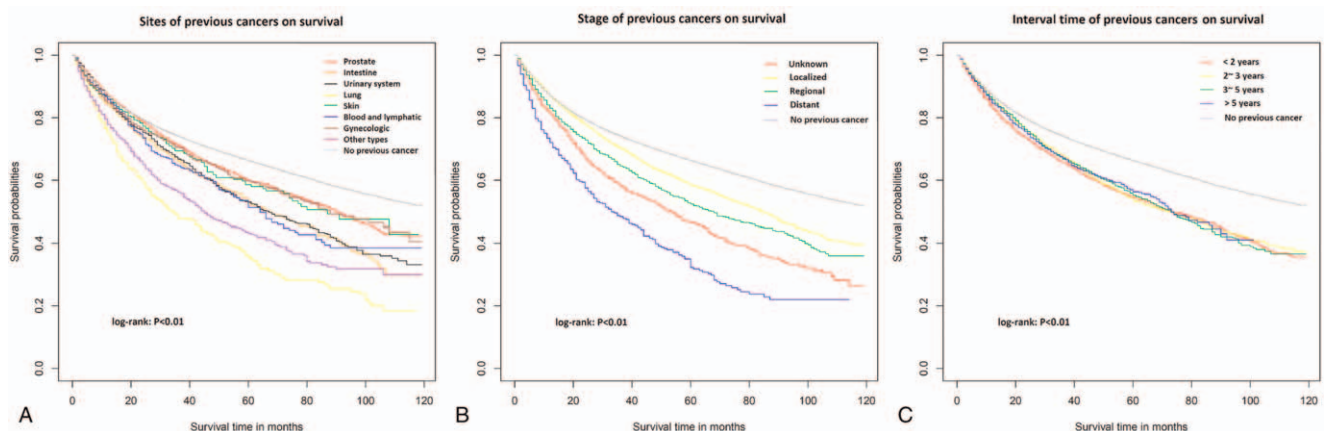 Sites of previous cancers on survival
Prostate
Intestine
Urinary system
Lung
Skin
Blood and lymphatic
Gynecologic
Other types
No previous cancer
log-rank: P<0.01
Survival probabilities
1.0
0.8
0.6
0.4
0.2
0.0
0 20 40 60 80 100 120
Survival time in months
A
Stage of previous cancers on survival
Unknown
Localized
Regional
Distant
No previous cancer
log-rank: P<0.01
Survival probabilities
1.0
0.8
0.6
0.4
0.2
0.0
0 20 40 60 80 100 120
Survival time in months
B
Interval time of previous cancers on survival
< 2 years
2~ 3 years
3~ 5 years
> 5 years
No previous cancer
log-rank: P<0.01
Survival probabilities
1.0
0.8
0.6
0.4
0.2
0.0
0 20 40 60 80 100 120
Survival time in months
C